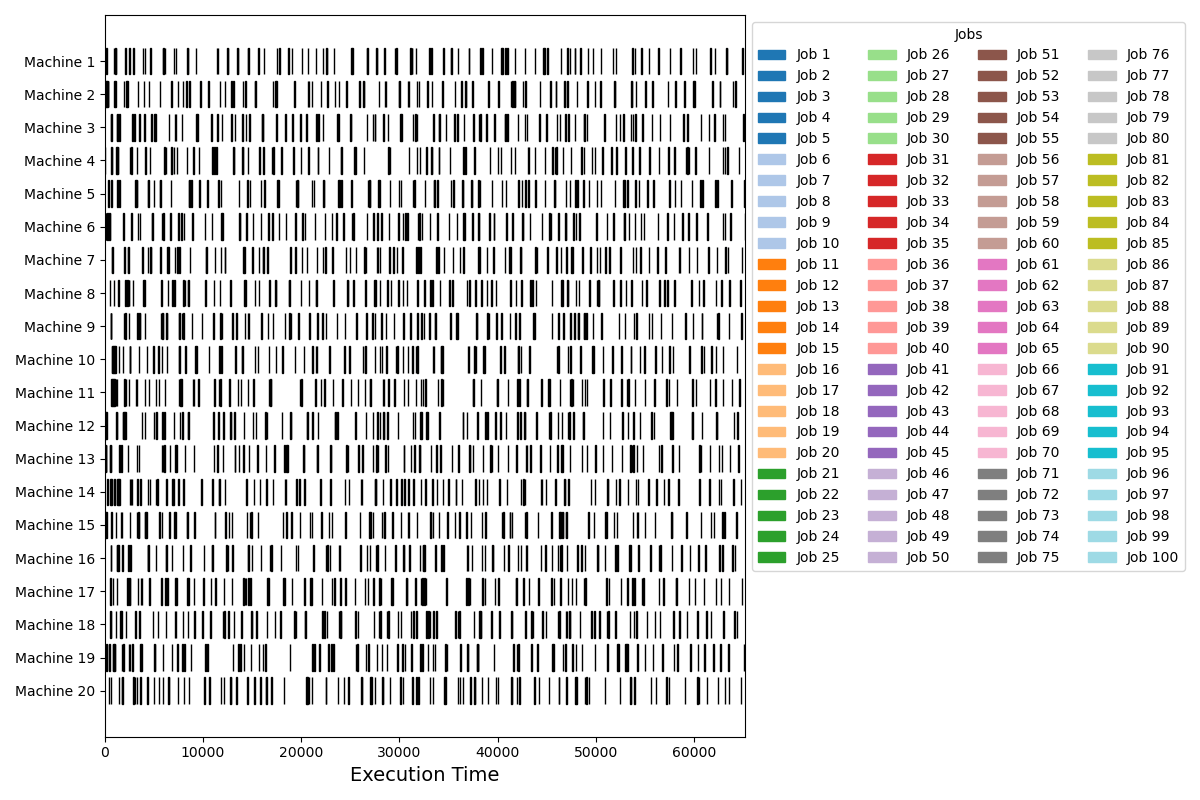 Machine 1
Machine 2
Machine 3
Machine 4
Machine 5
Machine 6
Machine 7
Machine 8
Machine 9
Machine 10
Machine 11
Machine 12
Machine 13
Machine 14
Machine 15
Machine 16
Machine 17
Machine 18
Machine 19
Machine 20
0 10000 20000 30000 40000 50000 60000
Execution Time
Jobs
Job 1 Job 26 Job 51 Job 76
Job 2 Job 27 Job 52 Job 77
Job 3 Job 28 Job 53 Job 78
Job 4 Job 29 Job 54 Job 79
Job 5 Job 30 Job 55 Job 80
Job 6 Job 31 Job 56 Job 81
Job 7 Job 32 Job 57 Job 82
Job 8 Job 33 Job 58 Job 83
Job 9 Job 34 Job 59 Job 84
Job 10 Job 35 Job 60 Job 85
Job 11 Job 36 Job 61 Job 86
Job 12 Job 37 Job 62 Job 87
Job 13 Job 38 Job 63 Job 88
Job 14 Job 39 Job 64 Job 89
Job 15 Job 40 Job 65 Job 90
Job 16 Job 41 Job 66 Job 91
Job 17 Job 42 Job 67 Job 92
Job 18 Job 43 Job 68 Job 93
Job 19 Job 44 Job 69 Job 94
Job 20 Job 45 Job 70 Job 95
Job 21 Job 46 Job 71 Job 96
Job 22 Job 47 Job 72 Job 97
Job 23 Job 48 Job 73 Job 98
Job 24 Job 49 Job 74 Job 99
Job 25 Job 50 Job 75 Job 100